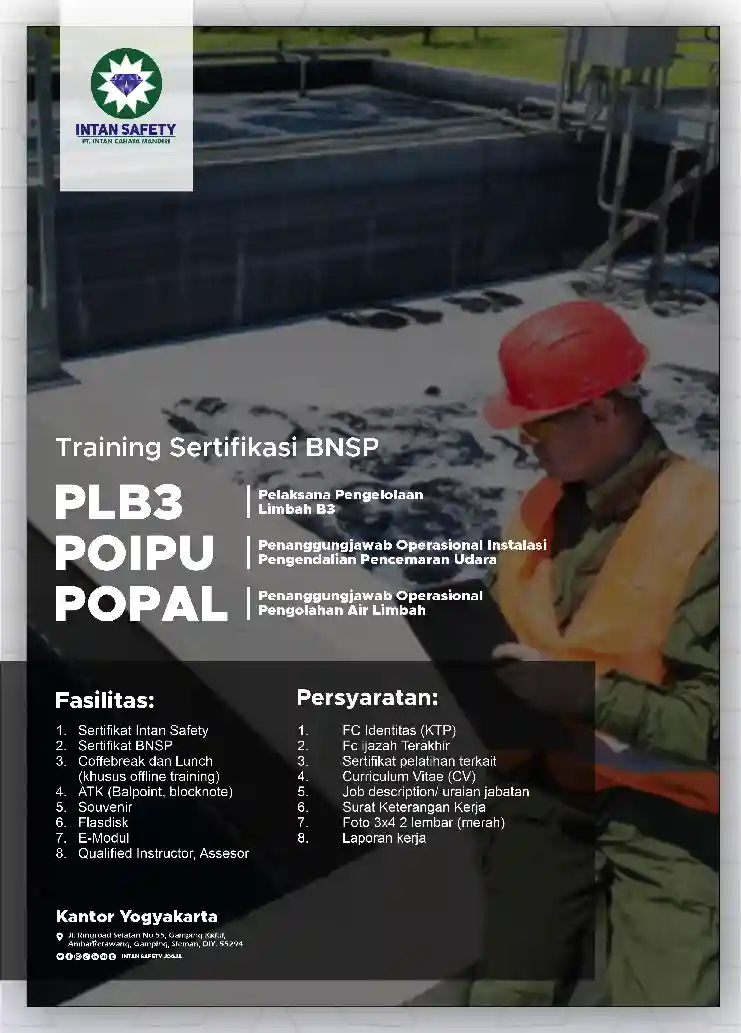 INTAN SAFETY
PT. INTAN CAHAYA MANDIRI
Training Sertifikasi BNSP
PLB3
Pelaksana Pengelolaan
Limbah B3
POIPU
Penanggungjawab Operasional Instalasi
Pengendalian Pencemaran Udara
POPAL
Penanggungjawab Operasional
Pengolahan Air Limbah
Fasilitas:
1. Sertifikat Intan Safety
2. Sertifikat BNSP
3. Coffebreak dan Lunch
(khusus offline training)
4. ATK (Balpoint, blocknote)
5. Souvenir
6. Flasdisk
7. E-Modul
8. Qualified Instructor, Assesor
Persyaratan:
1. FC Identitas (KTP)
2. Fc ijazah Terakhir
3. Sertifikat pelatihan terkait
4. Curriculum Vitae (CV)
5. Job description/ uraian jabatan
6. Surat Keterangan Kerja
7. Foto 3x4 2 lembar (merah)
8. Laporan kerja
Kantor Yogyakarta
Jl. Ringroad Selatan No 55, Gamping Kidul,
Ambarketawang, Gamping, Sleman, DIY. 55294
INTAN SAFETY JOGJA